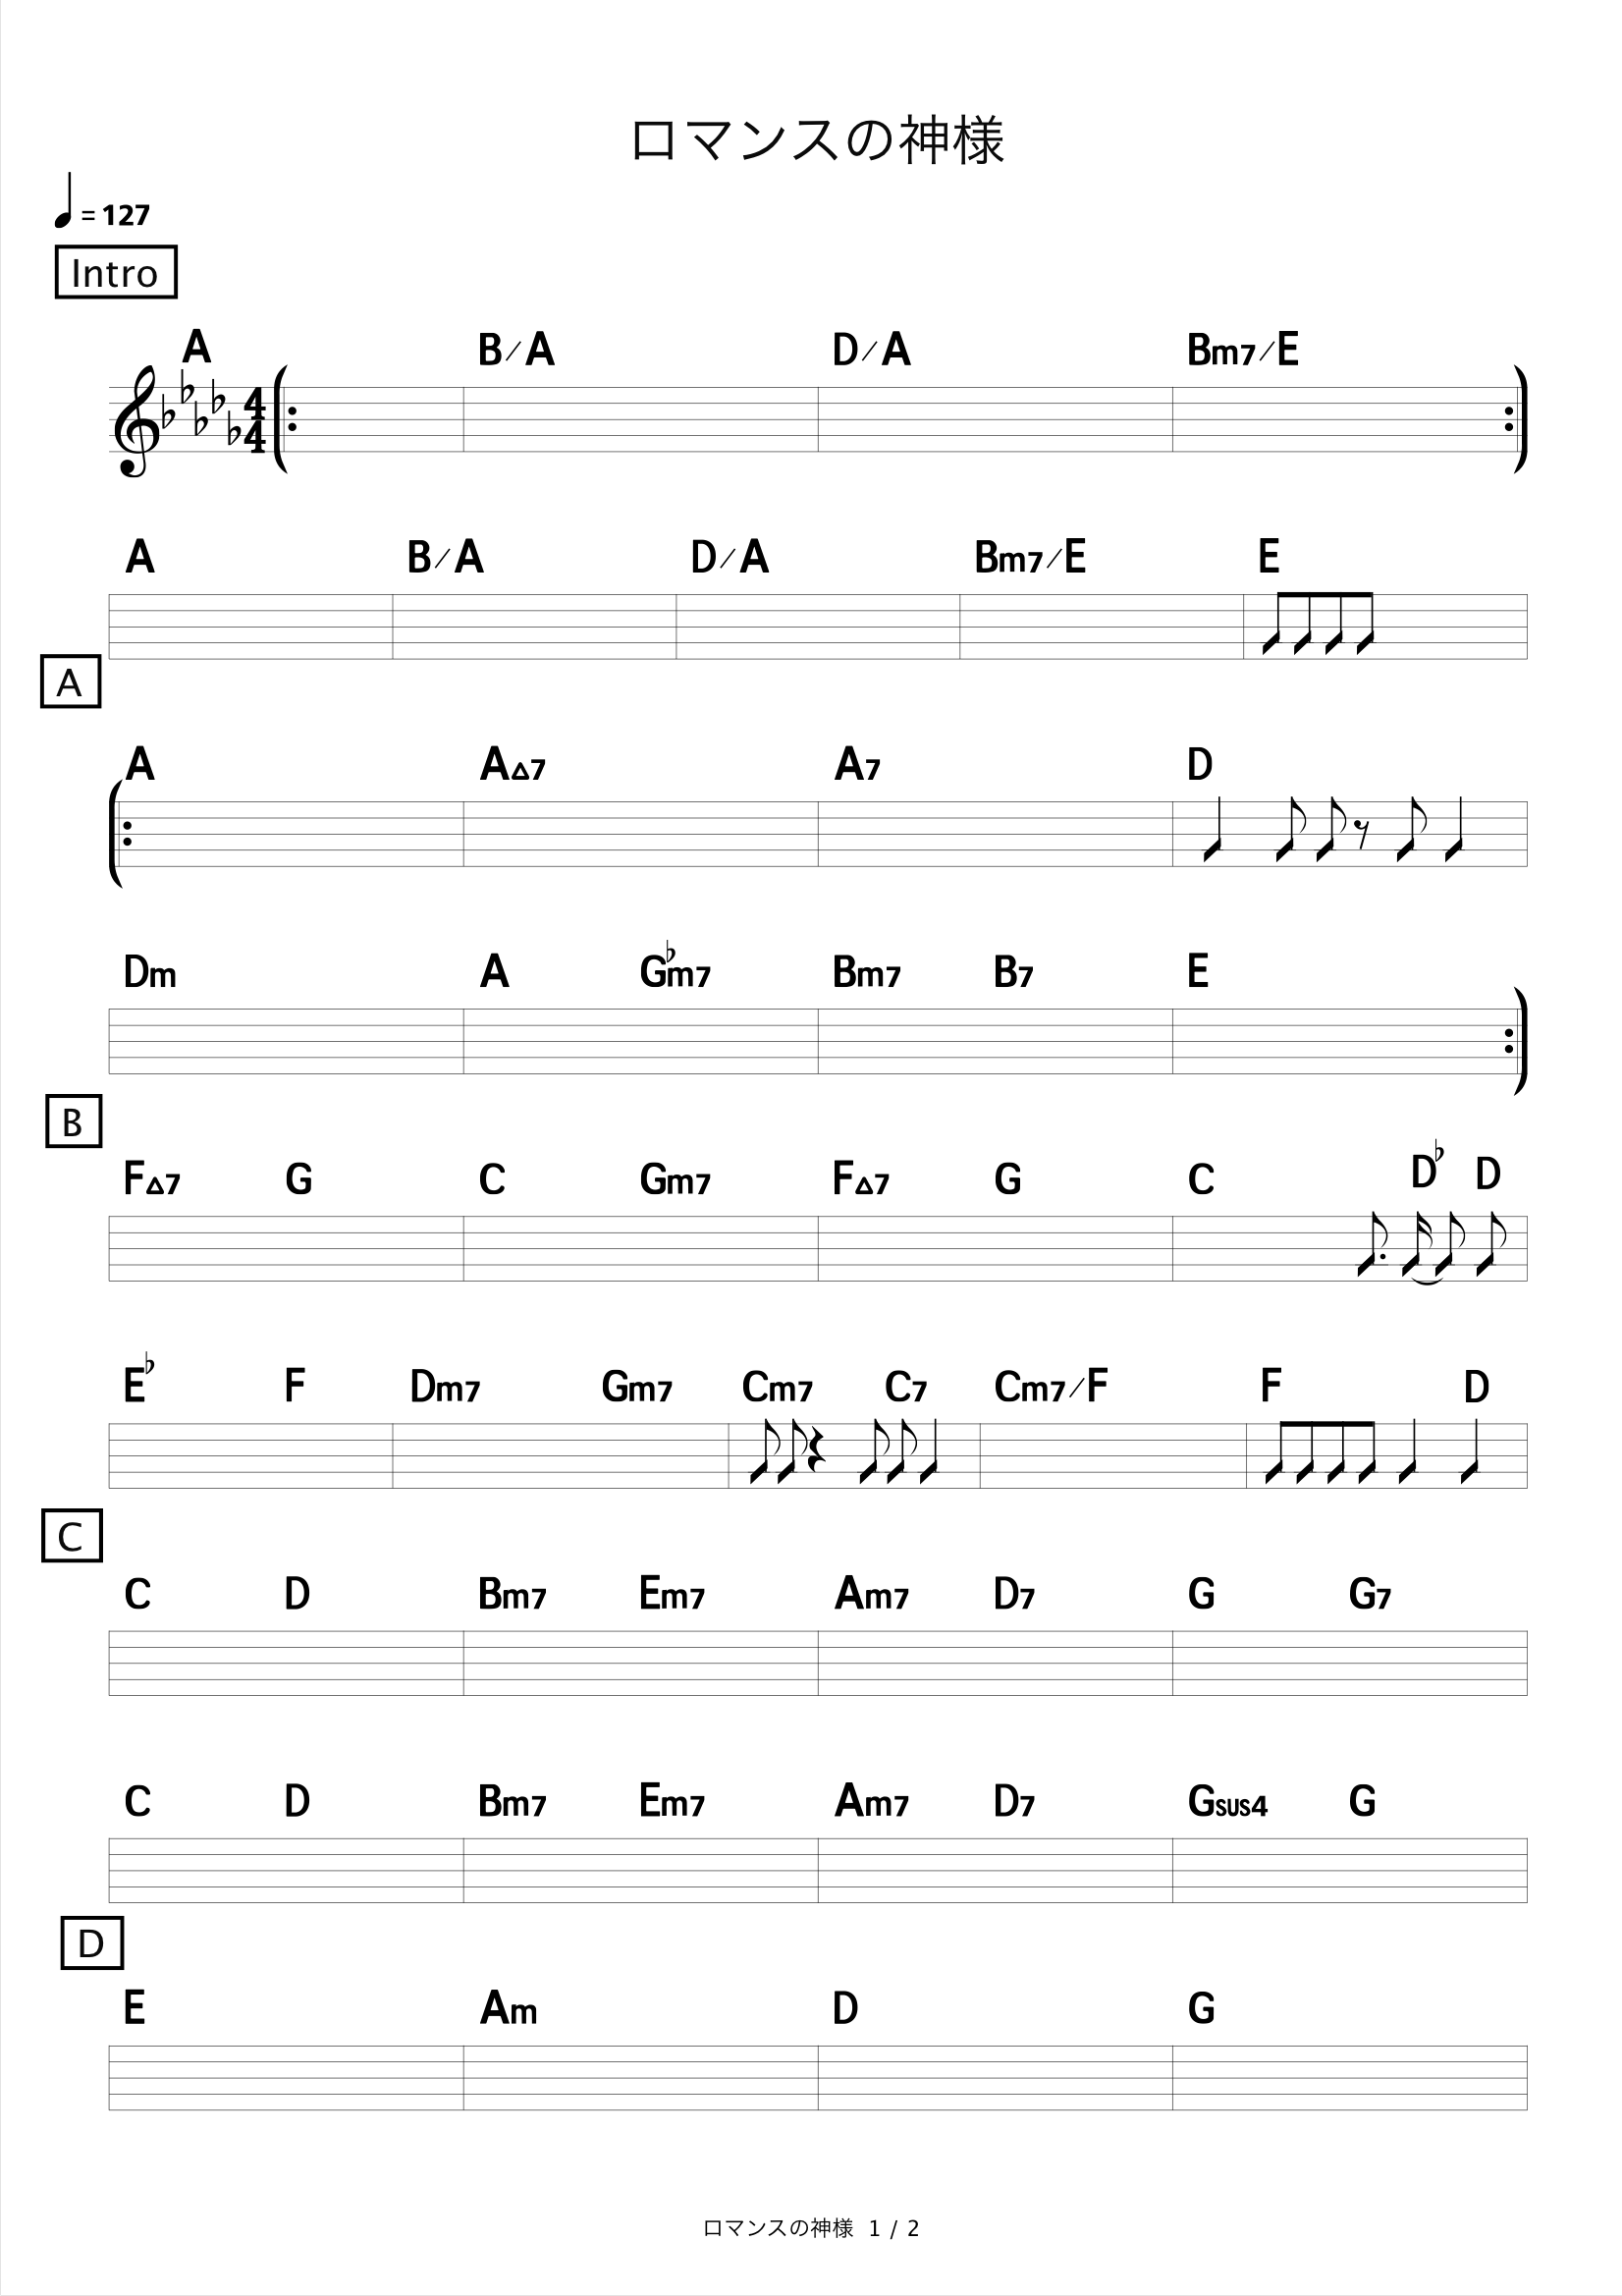 ロマンスの神様
♩= 127
Intro
A B/A D/A Bm7/E
4
4
A B/A D/A Bm7/E E
A
A A△7 A7 D
Dm A G♭m7 Bm7 B7 E
B
F△7 G C Gm7 F△7 G C D♭ D
E♭ F Dm7 Gm7 Cm7 C7 Cm7/F F D
C
C D Bm7 Em7 Am7 D7 G G7
C D Bm7 Em7 Am7 D7 Gsus4 G
D
E Am D G
ロマンスの神様 1 / 2